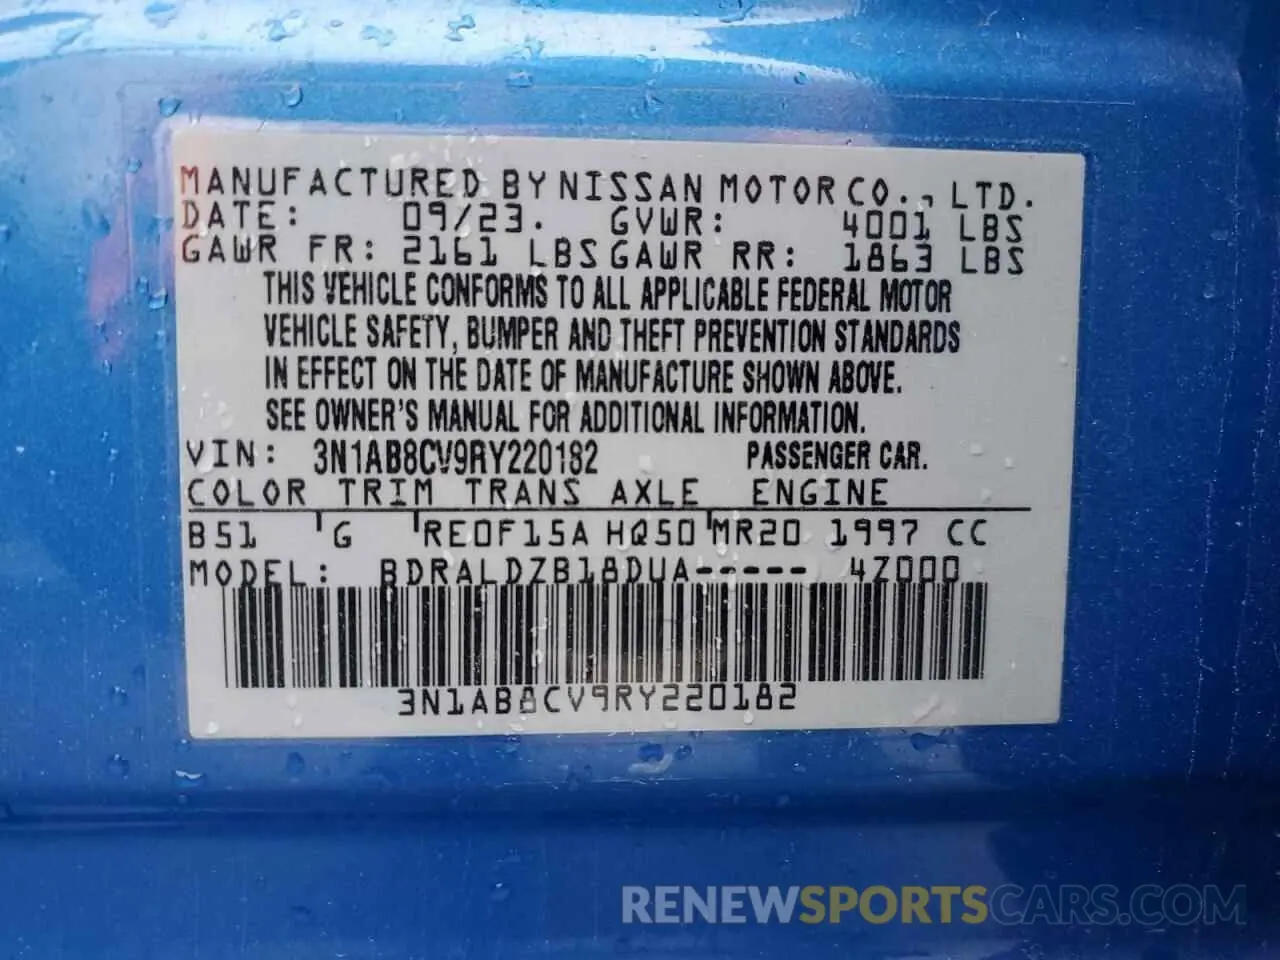 MANUFACTURED BY NISSAN MOTOR CO., LTD.
DATE: 09/23. GVWR: 4001 LBS
GAWR FR: 2161 LBS GAWR RR: 1863 LBS
THIS VEHICLE CONFORMS TO ALL APPLICABLE FEDERAL MOTOR
VEHICLE SAFETY, BUMPER AND THEFT PREVENTION STANDARDS
IN EFFECT ON THE DATE OF MANUFACTURE SHOWN ABOVE.
SEE OWNER'S MANUAL FOR ADDITIONAL INFORMATION.
VIN: 3N1AB8CV9RY220182 PASSENGER CAR.
COLOR TRIM TRANS AXLE ENGINE
B51 G RE0F15A HQ50 MR20 1997 CC
MODEL: BDRALDZB18DUA----- 4Z000
3N1AB8CV9RY220182
RENEWSPORTSCARS.COM